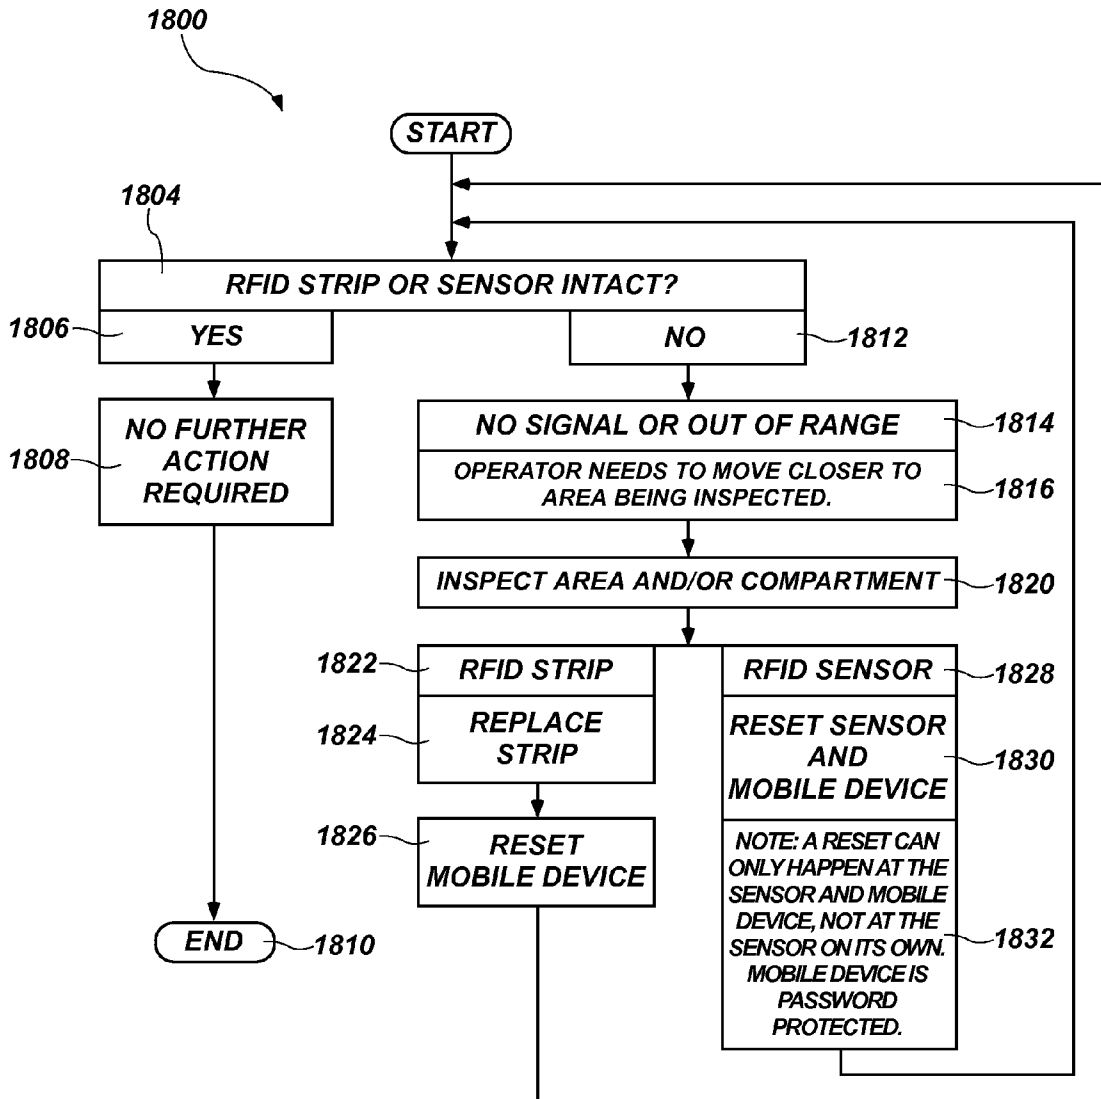 1800
START
1804
RFID STRIP OR SENSOR INTACT?
1806
YES
NO
1812
NO FURTHER
ACTION
REQUIRED
1808
NO SIGNAL OR OUT OF RANGE
1814
OPERATOR NEEDS TO MOVE CLOSER TO
AREA BEING INSPECTED.
1816
INSPECT AREA AND/OR COMPARTMENT
1820
1822
RFID STRIP
RFID SENSOR
1828
1824
REPLACE
STRIP
RESET SENSOR
AND
MOBILE DEVICE
1830
1826
RESET
MOBILE DEVICE
NOTE: A RESET CAN
ONLY HAPPEN AT THE
SENSOR AND MOBILE
DEVICE, NOT AT THE
SENSOR ON ITS OWN.
MOBILE DEVICE IS
PASSWORD
PROTECTED.
1832
END
1810